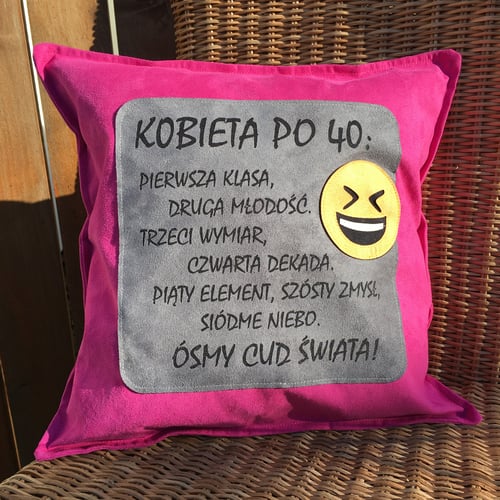 KOBIETA PO 40:
PIERWSZA KLASA,
DRUGA MŁODOŚĆ.
TRZECI WYMIAR,
CZWARTA DEKADA.
PIĄTY ELEMENT, SZÓSTY ZMYSŁ,
SIÓDME NIEBO.
ÓSMY CUD ŚWIATA!